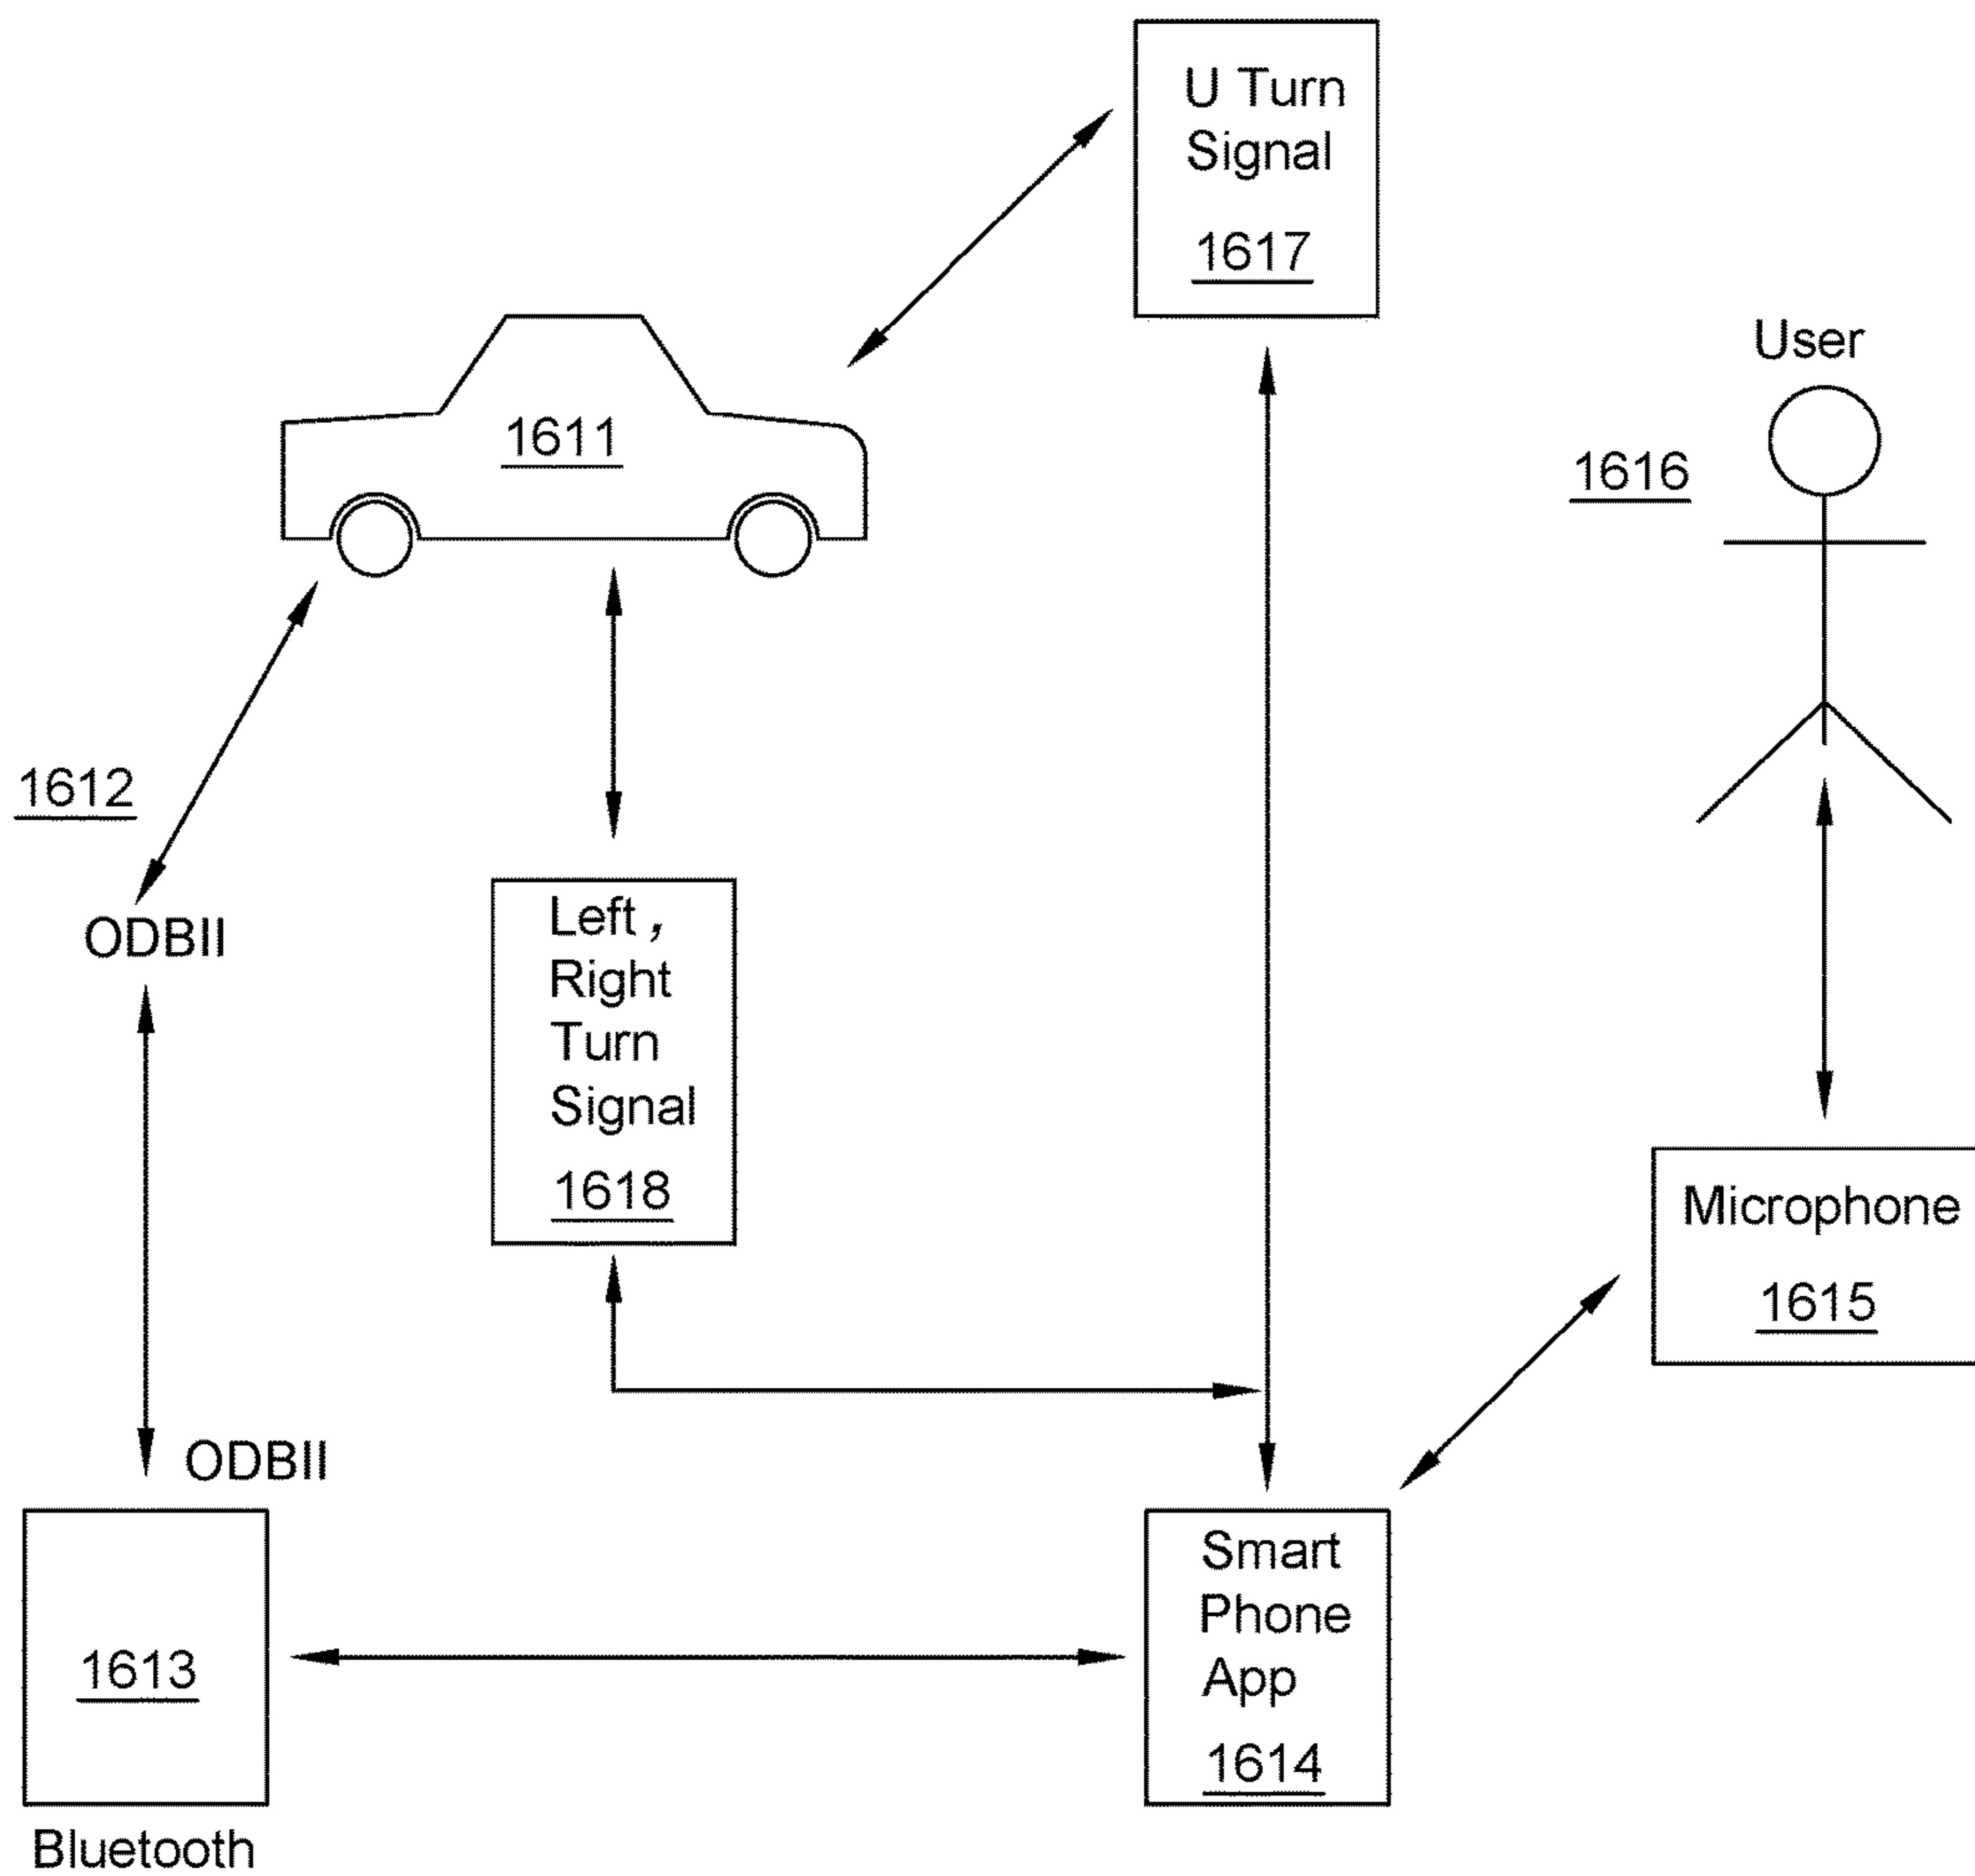 U Turn
Signal
1617
User
1611
1616
1612
ODBII
Left,
Right
Turn
Signal
1618
Microphone
1615
ODBII
1613
Bluetooth
Smart
Phone
App
1614